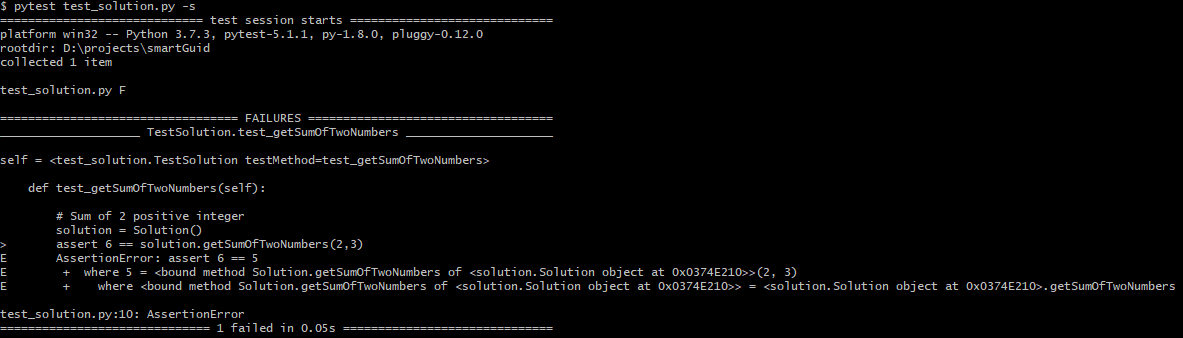 $ pytest test_solution.py -s
============================= test session starts =============================
platform win32 -- Python 3.7.3, pytest-5.1.1, py-1.8.0, pluggy-0.12.0
rootdir: D:\projects\smartGuid
collected 1 item

test_solution.py F

================================== FAILURES ===================================
____________________ TestSolution.test_getSumOfTwoNumbers _____________________

self = <test_solution.TestSolution testMethod=test_getSumOfTwoNumbers>

    def test_getSumOfTwoNumbers(self):

        # Sum of 2 positive integer
        solution = Solution()
>       assert 6 == solution.getSumOfTwoNumbers(2,3)
E       AssertionError: assert 6 == 5
E        +  where 5 = <bound method Solution.getSumOfTwoNumbers of <solution.Solution object at 0x0374E210>>(2, 3)
E        +    where <bound method Solution.getSumOfTwoNumbers of <solution.Solution object at 0x0374E210>> = <solution.Solution object at 0x0374E210>.getSumOfTwoNumbers

test_solution.py:10: AssertionError
============================== 1 failed in 0.05s ==============================